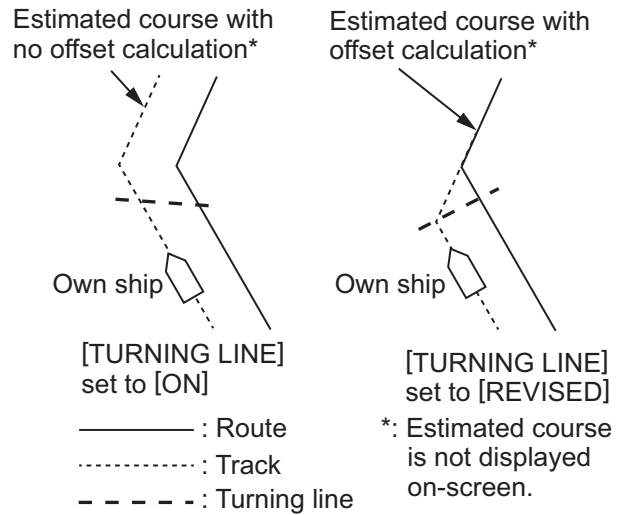 Estimated course with
no offset calculation*
Estimated course with
offset calculation*
Own ship
Own ship
[TURNING LINE]
set to [ON]
[TURNING LINE]
set to [REVISED]
: Route
: Track
: Turning line
*: Estimated course
is not displayed
on-screen.